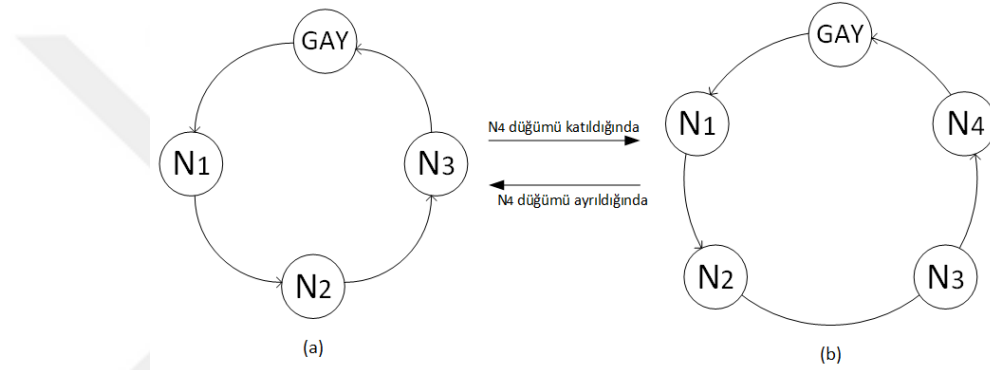 GAY
N1
N3
N2
(a)
N4 düğümü katıldığında
N4 düğümü ayrıldığında
GAY
N1
N4
N2
N3
(b)